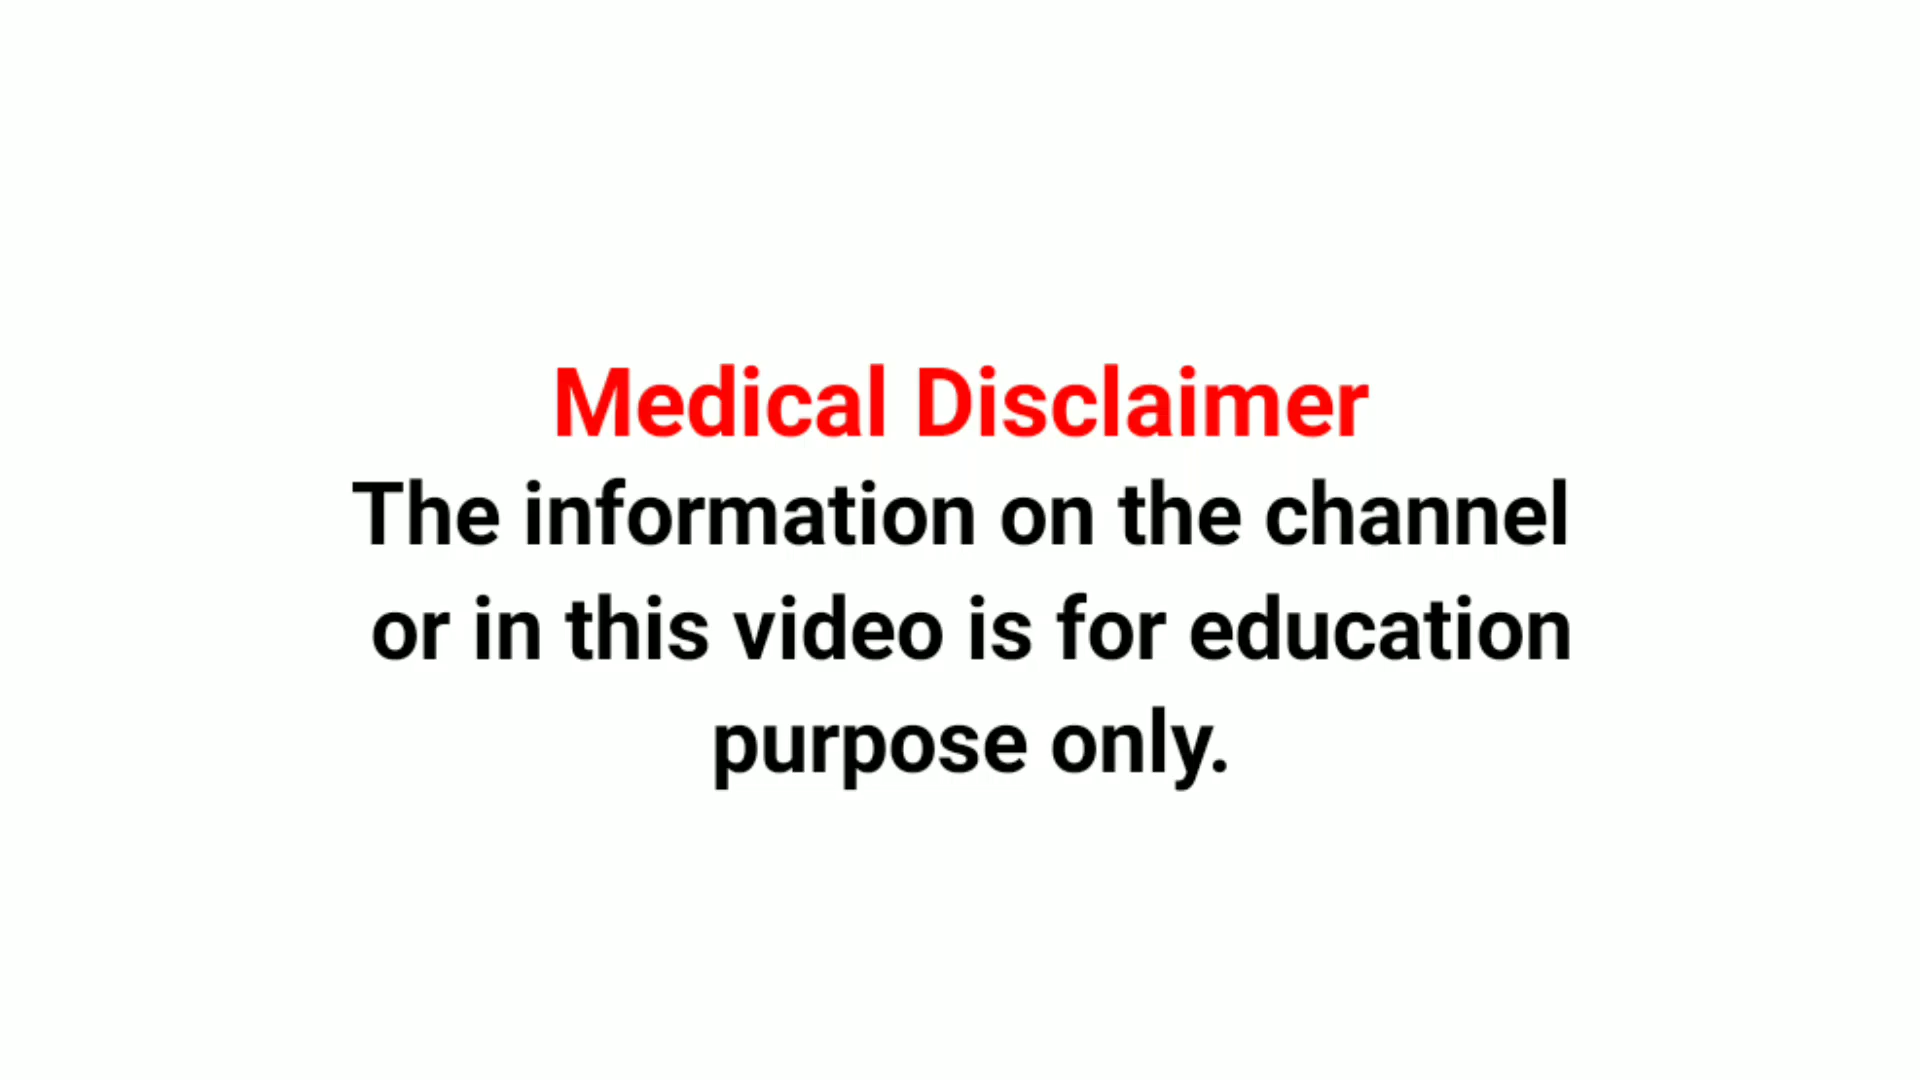 Medical Disclaimer
The information on the channel
or in this video is for education
purpose only.